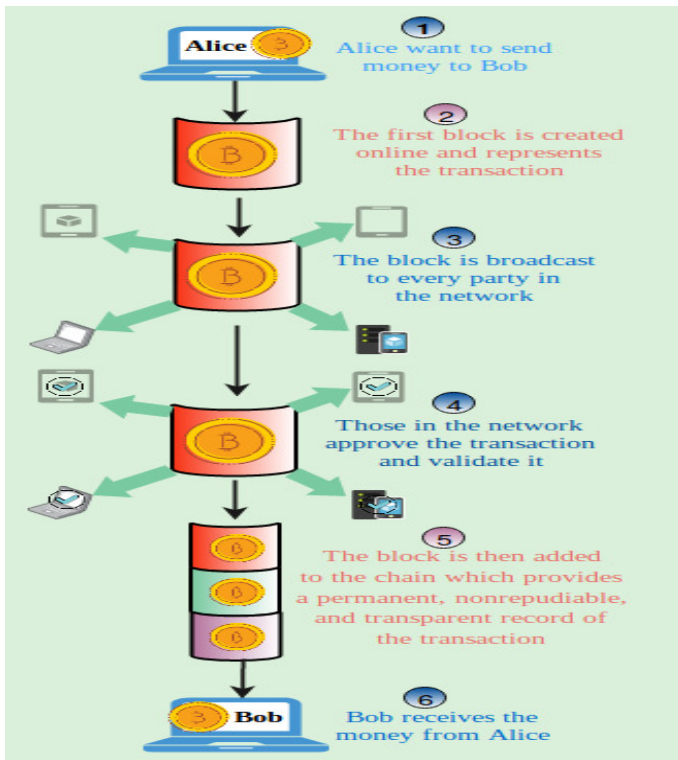 Alice
1
Alice want to send
money to Bob
2
The first block is created
online and represents
the transaction
3
The block is broadcast
to every party in
the network
4
Those in the network
approve the transaction
and validate it
5
The block is then added
to the chain which provides
a permanent, nonrepudiable,
and transparent record of
the transaction
6
Bob
Bob receives the
money from Alice